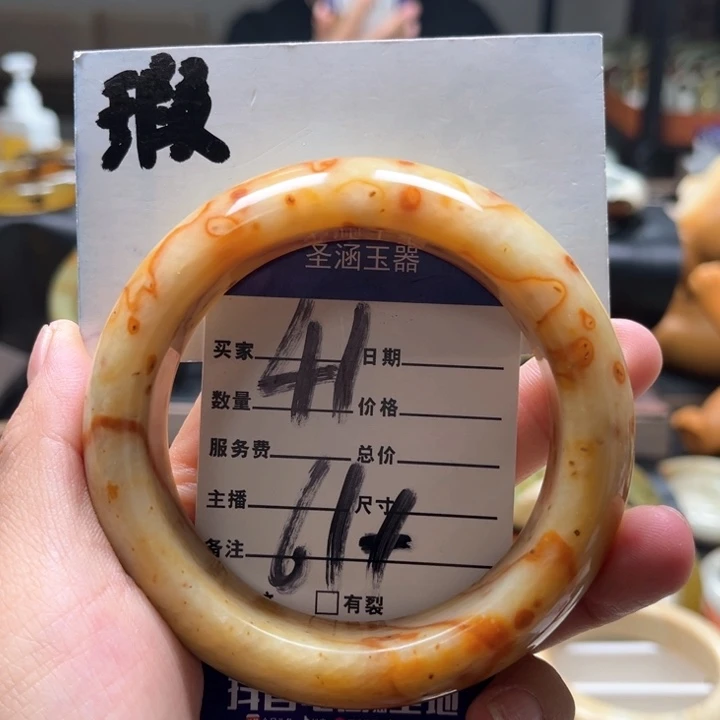 瑕
圣涵玉器
买家 41 日期
数量 价格
服务费 总价
主播 61+ 尺寸
备注
有裂